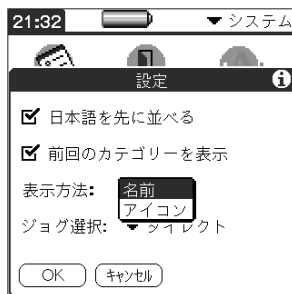 21:32 ▼ システム
設定
日本語を先に並べる
前回のカテゴリーを表示
表示方法: 名前
アイコン
ジョグ選択:
OK キャンセル